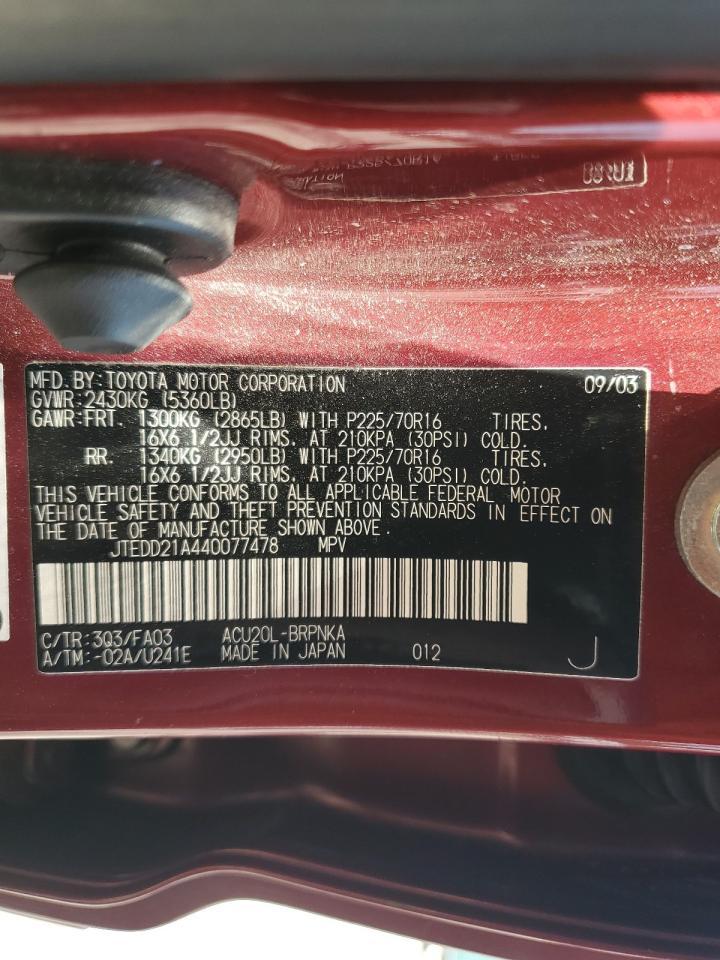 MFD. BY: TOYOTA MOTOR CORPORATION 09/03
GVWR: 2430KG (5360LB)
GAWR: FRT. 1300KG (2865LB) WITH P225/70R16 TIRES.
16X6 1/2JJ RIMS. AT 210KPA (30PSI) COLD.
RR. 1340KG (2950LB) WITH P225/70R16 TIRES.
16X6 1/2JJ RIMS. AT 210KPA (30PSI) COLD.
THIS VEHICLE CONFORMS TO ALL APPLICABLE FEDERAL MOTOR
VEHICLE SAFETY AND THEFT PREVENTION STANDARDS IN EFFECT ON
THE DATE OF MANUFACTURE SHOWN ABOVE.
JTEDD21A440077478 MPV
C/TR: 3Q3/FA03 ACU20L-BRPNKA
A/TM: -02A/U241E MADE IN JAPAN 012 J